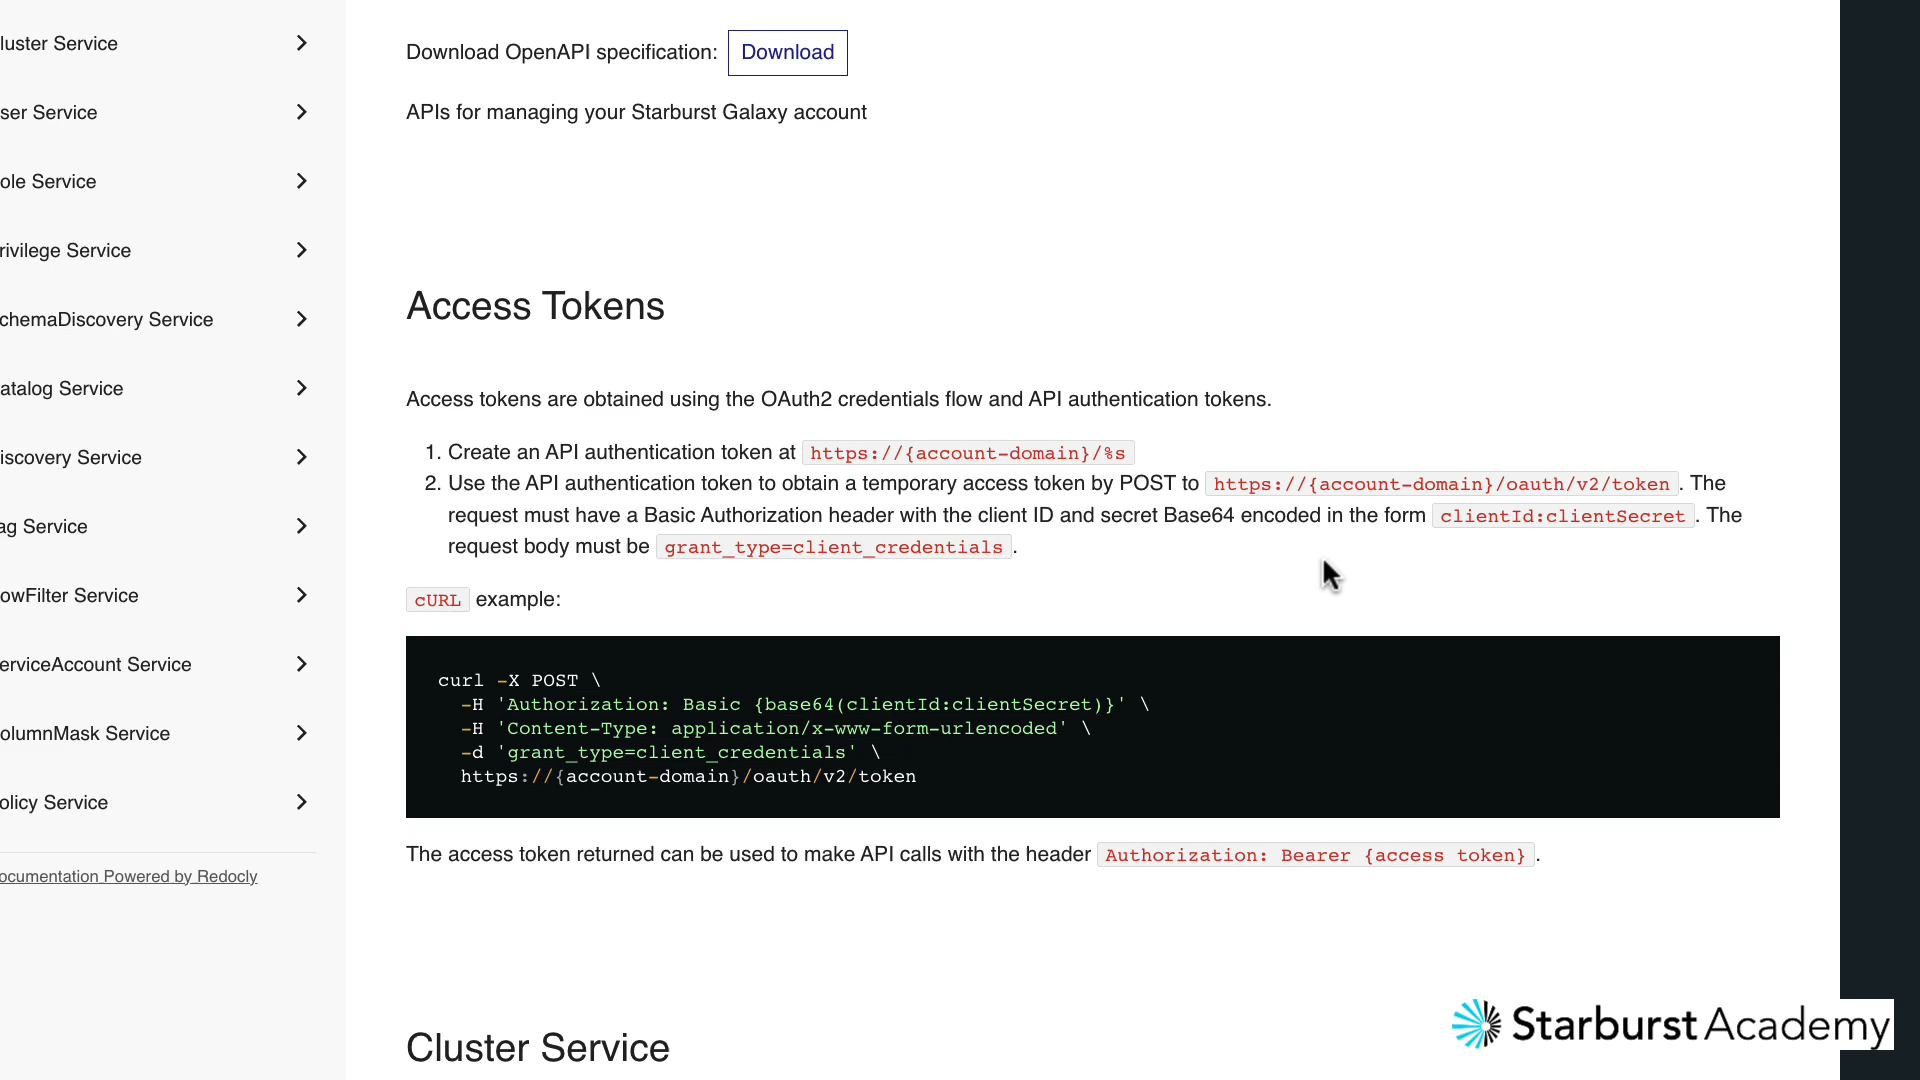 luster Service
ser Service
ole Service
rivilege Service
chemaDiscovery Service
atalog Service
iscovery Service
ag Service
owFilter Service
erviceAccount Service
olumnMask Service
olicy Service
ocumentation Powered by Redocly
Download OpenAPI specification: Download
APIs for managing your Starburst Galaxy account
Access Tokens
Access tokens are obtained using the OAuth2 credentials flow and API authentication tokens.
1. Create an API authentication token at https://{account-domain}/%s
2. Use the API authentication token to obtain a temporary access token by POST to https://{account-domain}/oauth/v2/token. The
request must have a Basic Authorization header with the client ID and secret Base64 encoded in the form clientId:clientSecret. The
request body must be grant_type=client_credentials.
cURL example:
curl -X POST \
-H 'Authorization: Basic {base64(clientId:clientSecret)}' \
-H 'Content-Type: application/x-www-form-urlencoded' \
-d 'grant_type=client_credentials' \
https://{account-domain}/oauth/v2/token
The access token returned can be used to make API calls with the header Authorization: Bearer {access token}.
Cluster Service
Starburst Academy